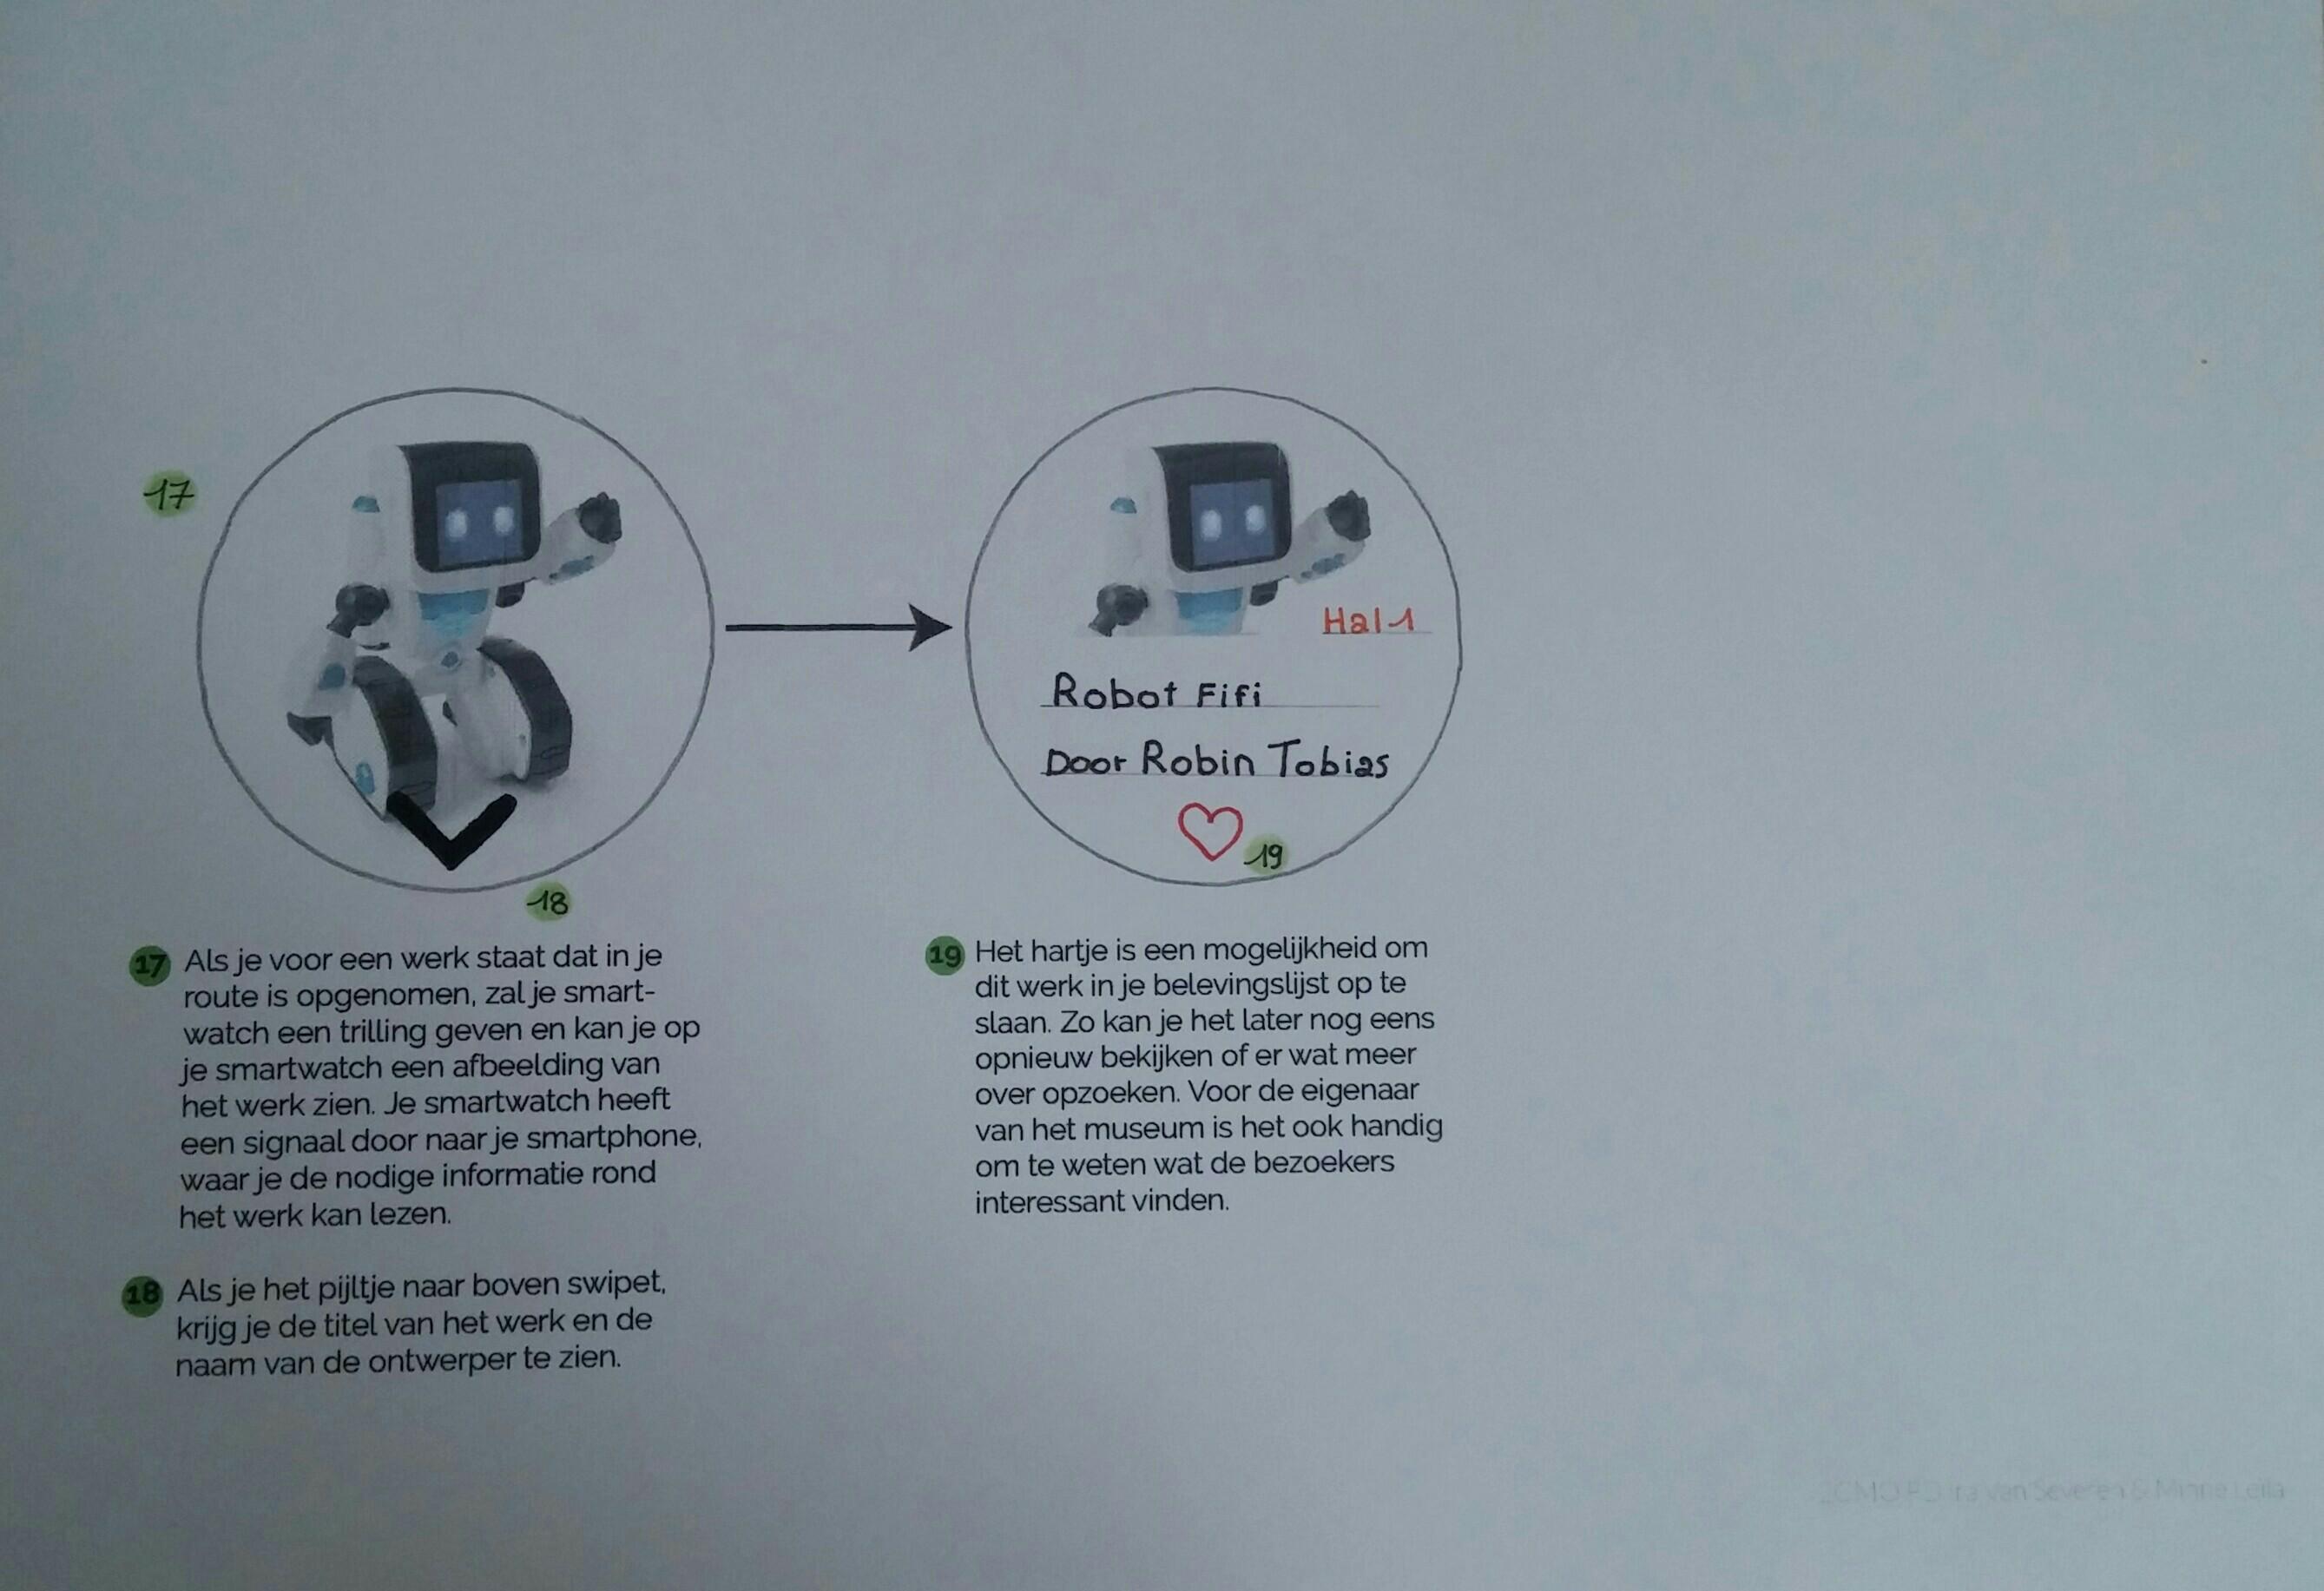 17
Hal 1
Robot Fifi
Door Robin Tobias
19
18
17 Als je voor een werk staat dat in je
route is opgenomen, zal je smart-
watch een trilling geven en kan je op
je smartwatch een afbeelding van
het werk zien. Je smartwatch heeft
een signaal door naar je smartphone,
waar je de nodige informatie rond
het werk kan lezen.
18 Als je het pijltje naar boven swipet,
krijg je de titel van het werk en de
naam van de ontwerper te zien.
19 Het hartje is een mogelijkheid om
dit werk in je belevingslijst op te
slaan. Zo kan je het later nog eens
opnieuw bekijken of er wat meer
over opzoeken. Voor de eigenaar
van het museum is het ook handig
om te weten wat de bezoekers
interessant vinden.
van Severen & Minne Leila